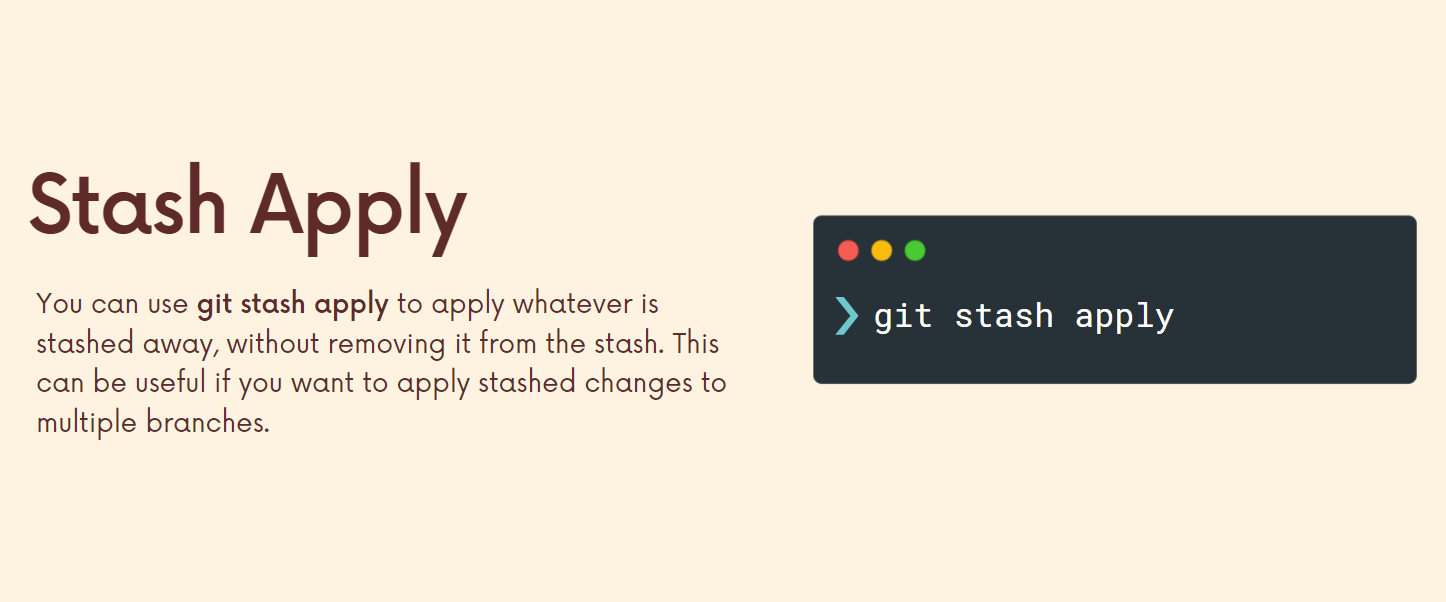 Stash Apply
You can use git stash apply to apply whatever is
stashed away, without removing it from the stash. This
can be useful if you want to apply stashed changes to
multiple branches.
❯ git stash apply